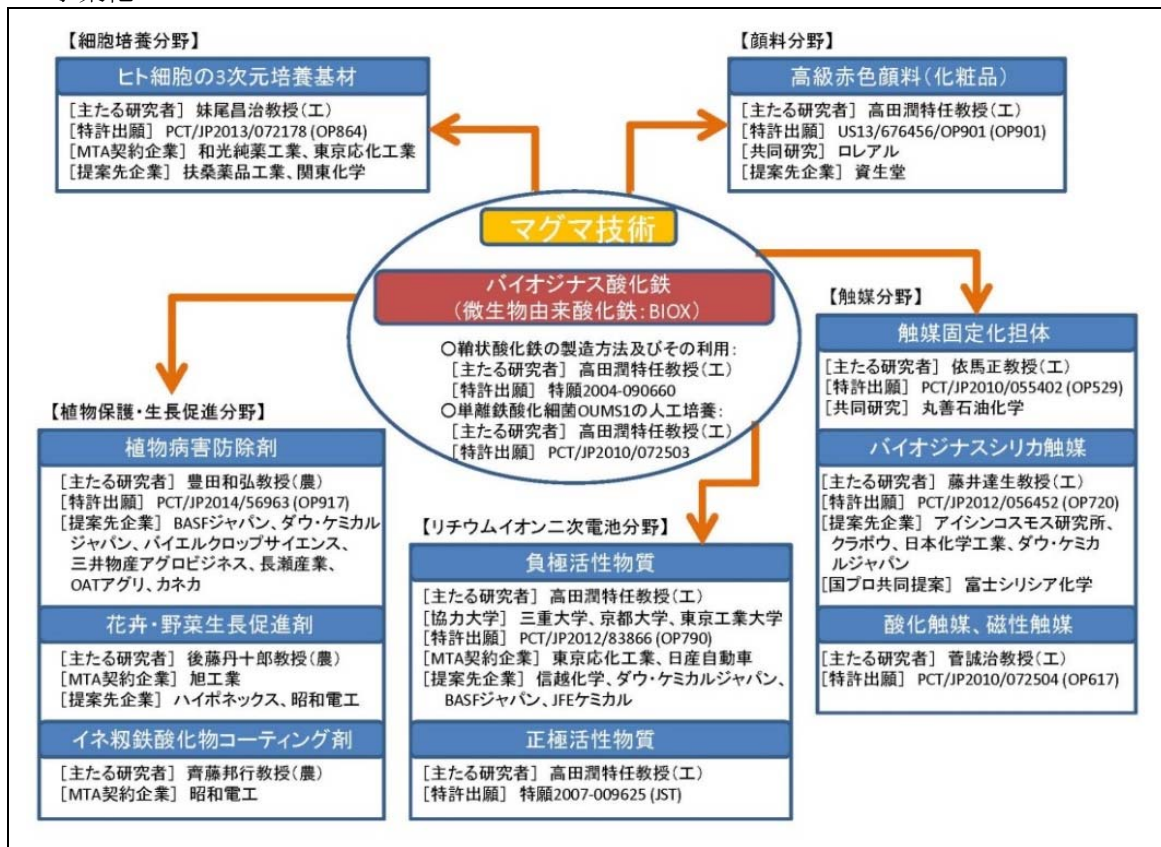 【細胞培養分野】
ヒト細胞の3次元培養基材
[主たる研究者] 妹尾昌治教授(工)
[特許出願] PCT/JP2013/072178 (OP864)
[MTA契約企業] 和光純薬工業、東京応化工業
[提案先企業] 扶桑薬品工業、関東化学
【顔料分野】
高級赤色顔料(化粧品)
[主たる研究者] 高田潤特任教授(工)
[特許出願] US13/676456/OP901 (OP901)
[共同研究] ロレアル
[提案先企業] 資生堂
マグマ技術
バイオジナス酸化鉄
(微生物由来酸化鉄:BIOX)
○鞘状酸化鉄の製造方法及びその利用:
[主たる研究者] 高田潤特任教授(工)
[特許出願] 特願2004-090660
○単離鉄酸化細菌OUMS1の人工培養:
[主たる研究者] 高田潤特任教授(工)
[特許出願] PCT/JP2010/072503
【触媒分野】
触媒固定化担体
[主たる研究者] 依馬正教授(工)
[特許出願] PCT/JP2010/055402 (OP529)
[共同研究] 丸善石油化学
バイオジナスシリカ触媒
[主たる研究者] 藤井達生教授(工)
[特許出願] PCT/JP2012/056452 (OP720)
[提案先企業] アイシンコスモス研究所、
クラボウ、日本化学工業、ダウ・ケミカ
ルジャパン
[国プロ共同提案] 富士シリシア化学
酸化触媒、磁性触媒
[主たる研究者] 菅誠治教授(工)
[特許出願] PCT/JP2010/072504 (OP617)
【植物保護・生長促進分野】
植物病害防除剤
[主たる研究者] 豊田和弘教授(農)
[特許出願] PCT/JP2014/56963 (OP917)
[提案先企業] BASFジャパン、ダウ・ケミカル
ジャパン、バイエルクロップサイエンス、
三井物産アグロビジネス、長瀬産業、
OATアグリ、カネカ
花卉・野菜生長促進剤
[主たる研究者] 後藤丹十郎教授(農)
[MTA契約企業] 旭工業
[提案先企業] ハイポネックス、昭和電工
イネ籾鉄酸化物コーティング剤
[主たる研究者] 齊藤邦行教授(農)
[MTA契約企業] 昭和電工
【リチウムイオン二次電池分野】
負極活性物質
[主たる研究者] 高田潤特任教授(工)
[協力大学] 三重大学、京都大学、東京工業大学
[特許出願] PCT/JP2012/83866 (OP790)
[MTA契約企業] 東京応化工業、日産自動車
[提案先企業] 信越化学、ダウ・ケミカルジャパン、
BASFジャパン、JFEケミカル
正極活性物質
[主たる研究者] 高田潤特任教授(工)
[特許出願] 特願2007-009625 (JST)